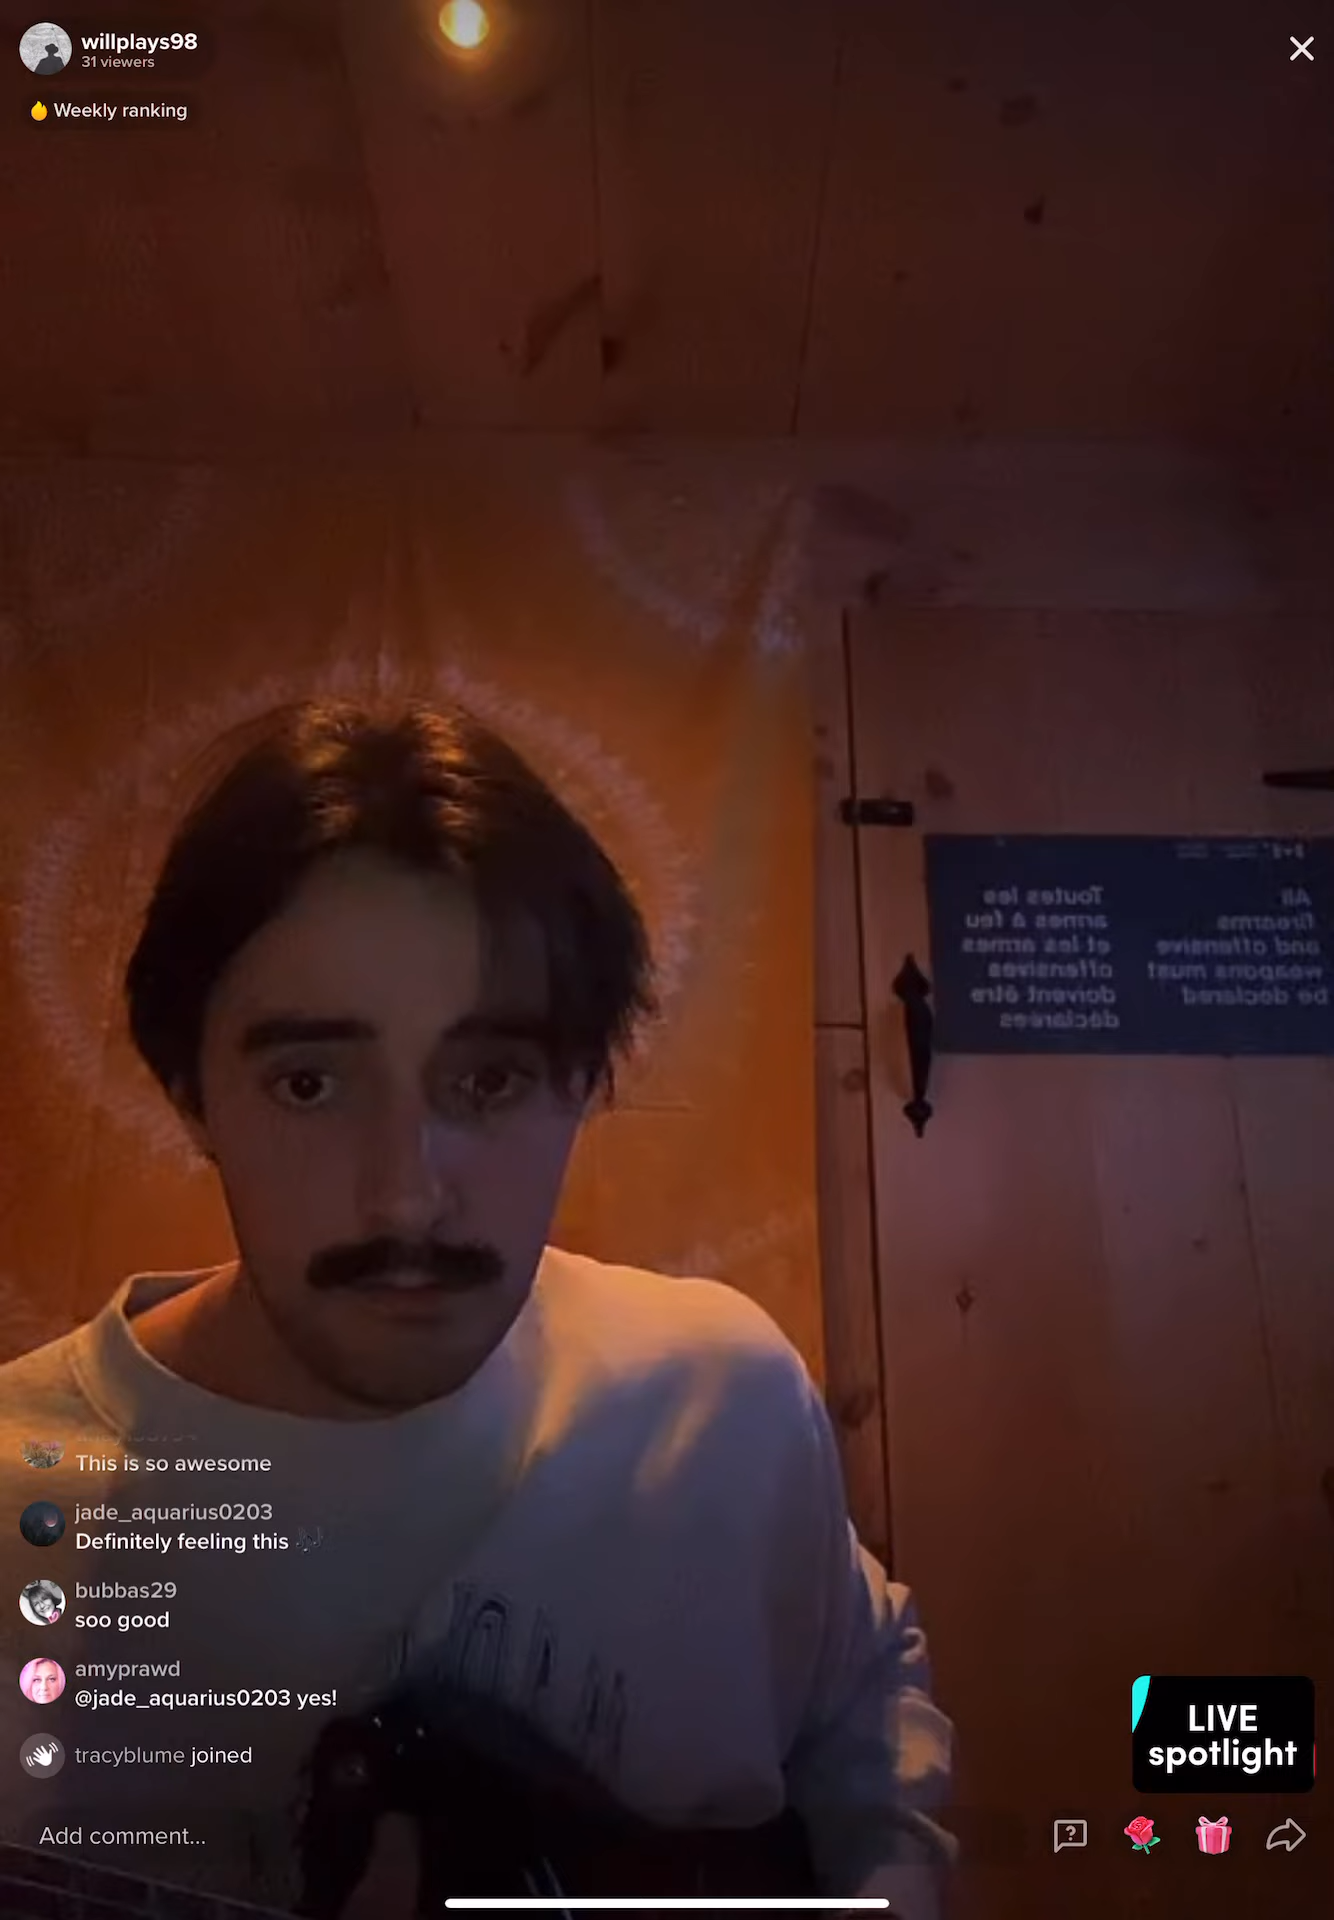 willplays98
31 viewers
Weekly ranking
Toutes les
armes à feu
et les armes
offensives
doivent être
déclarées
All
firearms
and offensive
weapons must
be declared
This is so awesome
jade_aquarius0203
Definitely feeling this
bubbas29
soo good
amyprawd
@jade_aquarius0203 yes!
tracyblume joined
LIVE
spotlight
Add comment...